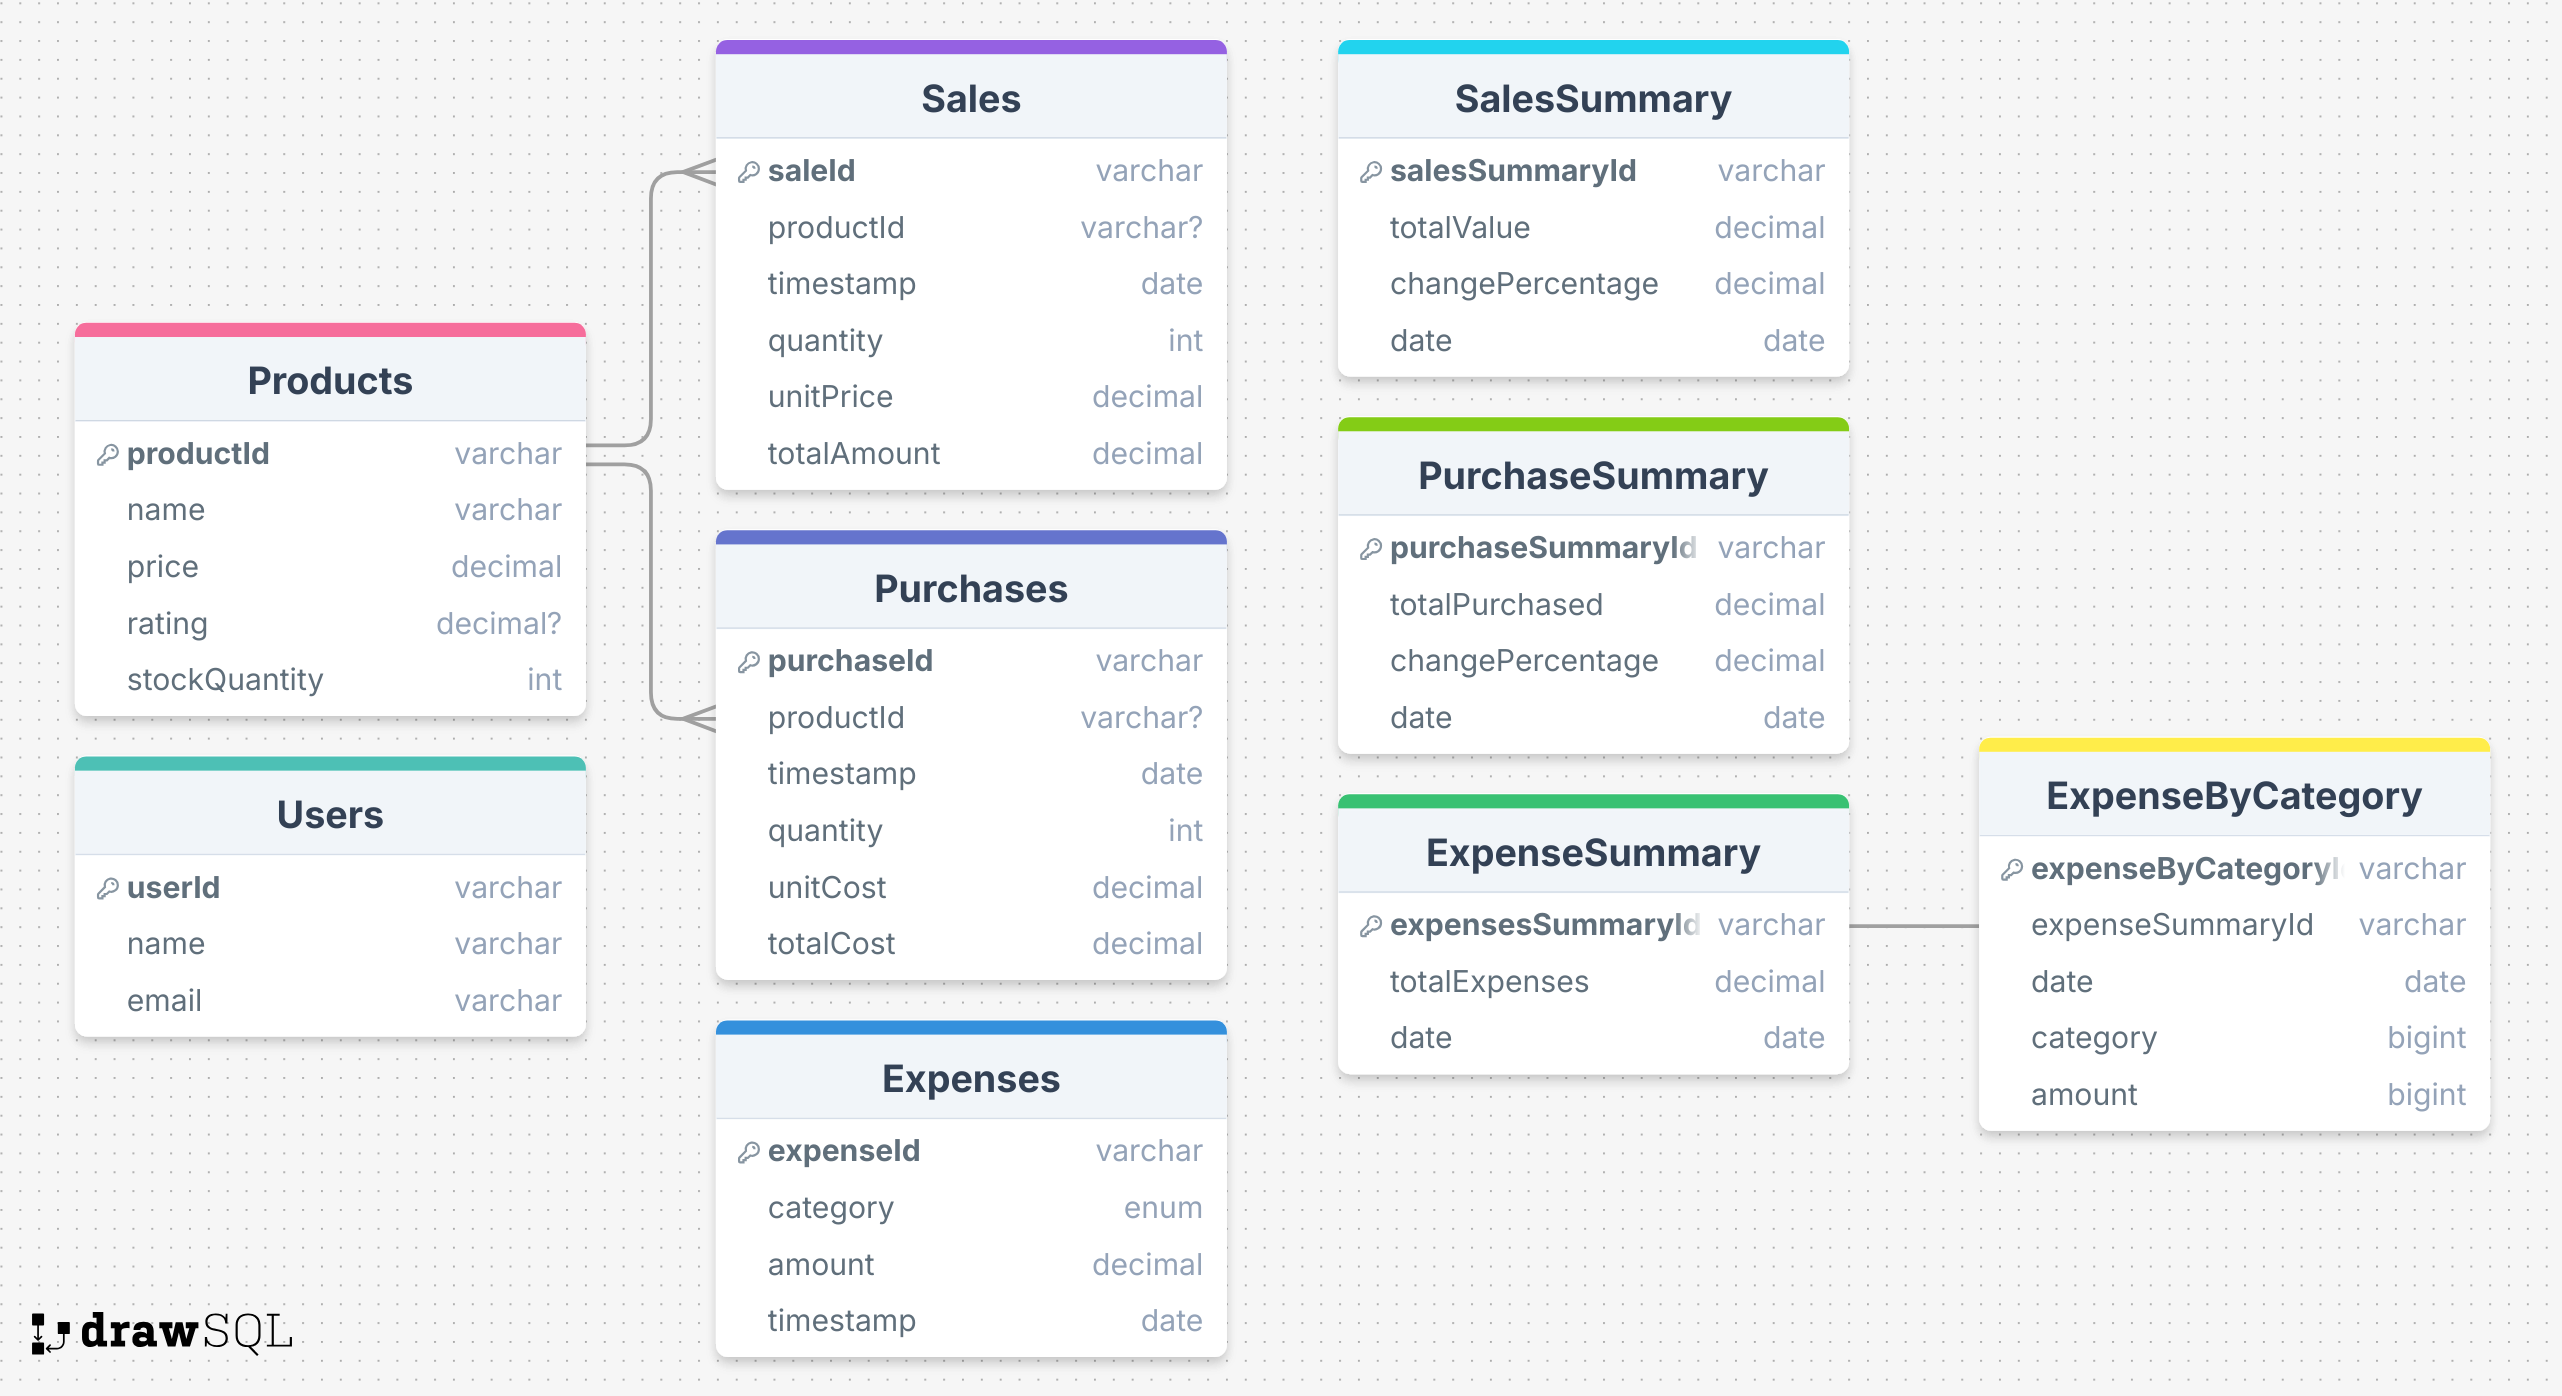 Products
productId varchar
name varchar
price decimal
rating decimal?
stockQuantity int
Users
userId varchar
name varchar
email varchar
Sales
saleId varchar
productId varchar?
timestamp date
quantity int
unitPrice decimal
totalAmount decimal
Purchases
purchaseId varchar
productId varchar?
timestamp date
quantity int
unitCost decimal
totalCost decimal
Expenses
expenseId varchar
category enum
amount decimal
timestamp date
SalesSummary
salesSummaryId varchar
totalValue decimal
changePercentage decimal
date date
PurchaseSummary
purchaseSummaryId varchar
totalPurchased decimal
changePercentage decimal
date date
ExpenseSummary
expensesSummaryId varchar
totalExpenses decimal
date date
ExpenseByCategory
expenseByCategoryI varchar
expenseSummaryId varchar
date date
category bigint
amount bigint
drawSQL